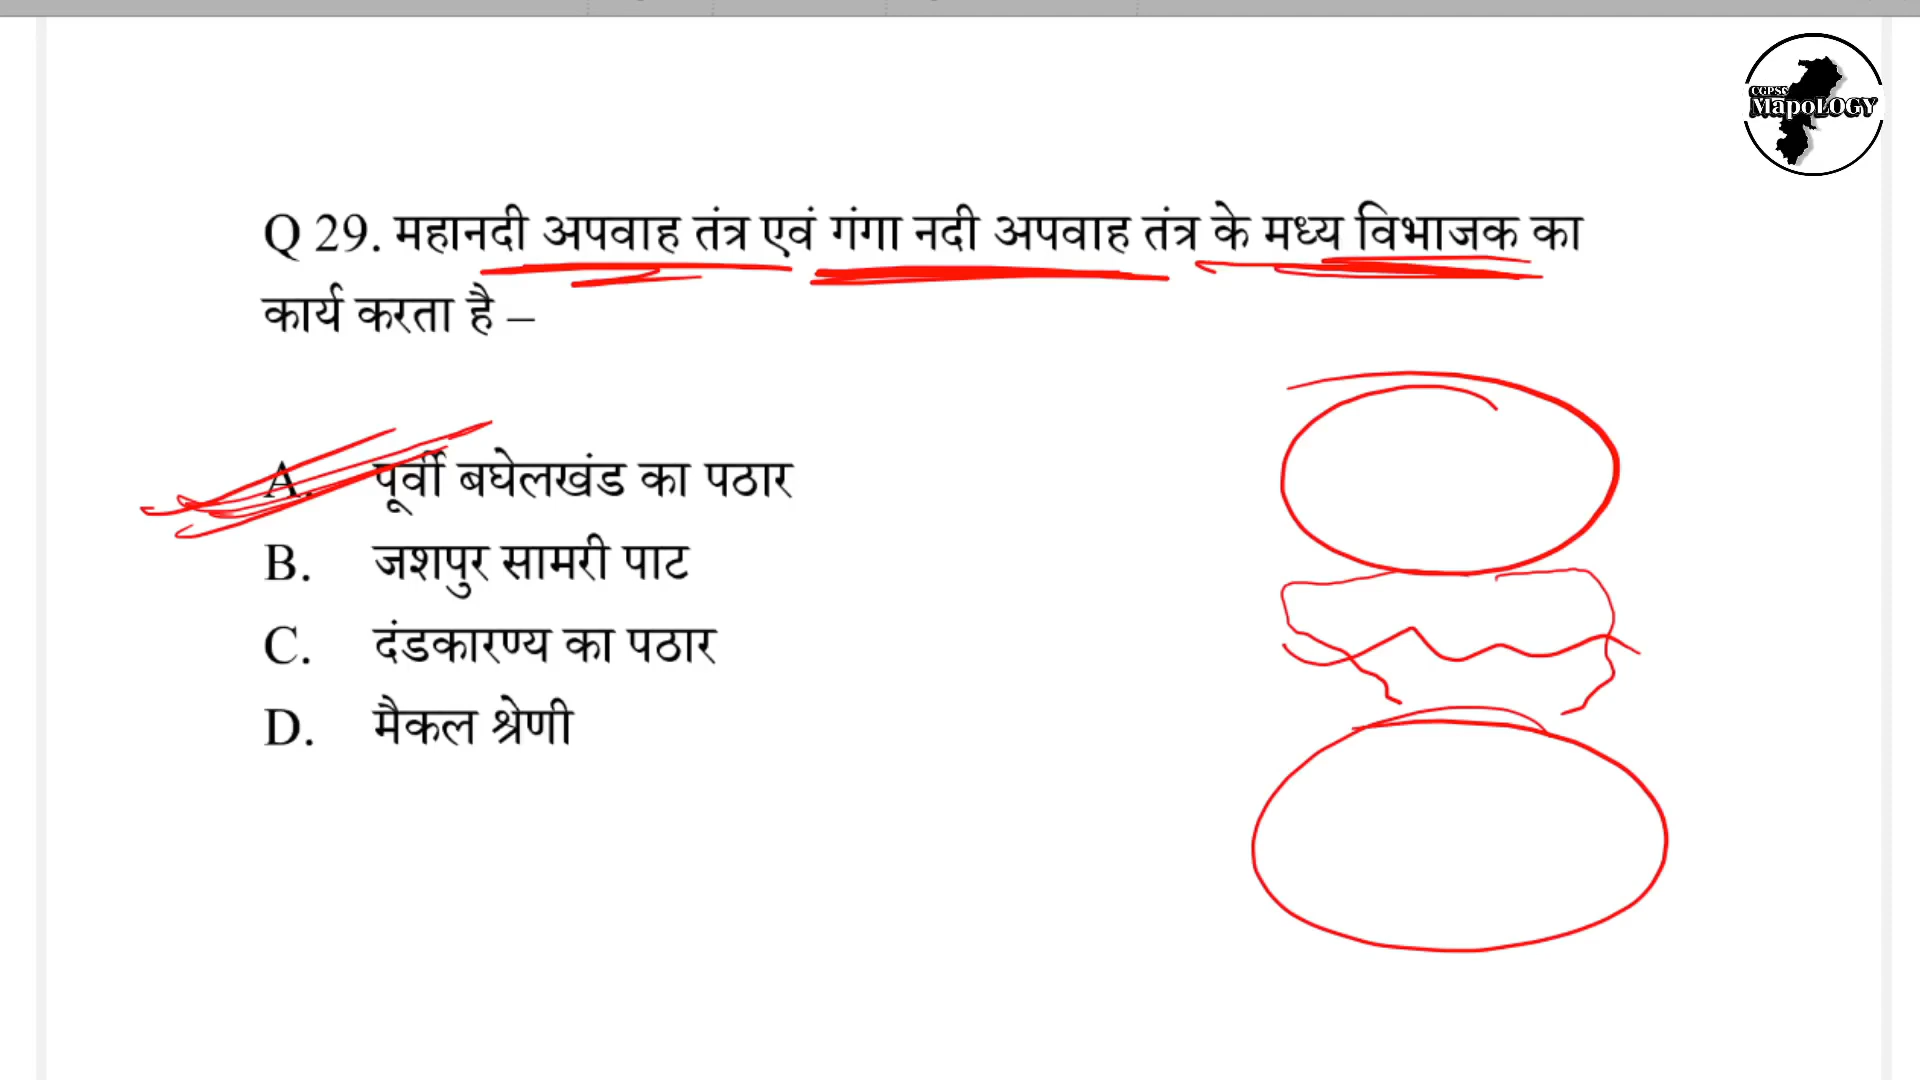 CGPSC
MapoLOGY
Q 29. महानदी अपवाह तंत्र एवं गंगा नदी अपवाह तंत्र के मध्य विभाजक का
कार्य करता है –
A. पूर्वी बघेलखंड का पठार
B. जशपुर सामरी पाट
C. दंडकारण्य का पठार
D. मैकल श्रेणी